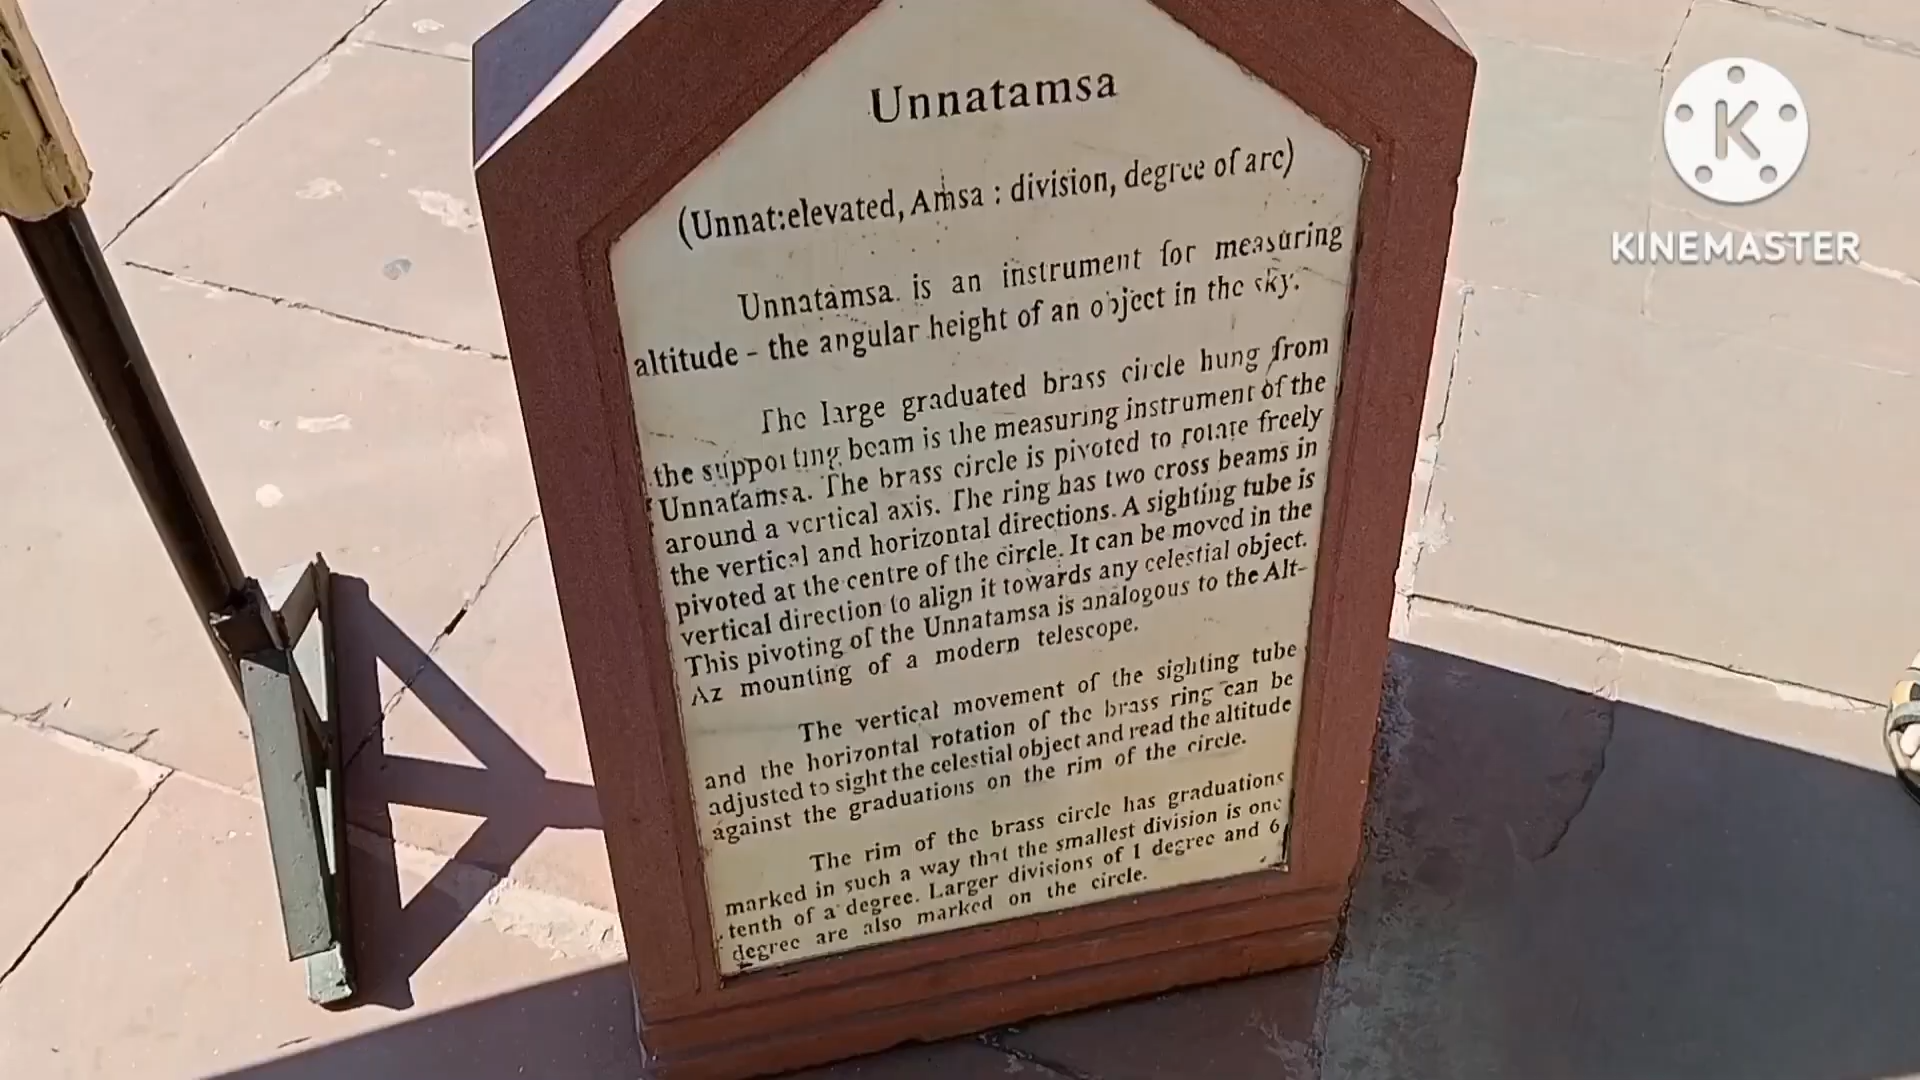 Unnatamsa
(Unnat:elevated, Amsa : division, degree of arc)
Unnatamsa is an instrument for measuring
altitude - the angular height of an object in the sky.
The large graduated brass circle hung from
the supporting beam is the measuring instrument of the
Unnatamsa. The brass circle is pivoted to rotate freely
around a vertical axis. The ring has two cross beams in
the vertical and horizontal directions. A sighting tube is
pivoted at the centre of the circle. It can be moved in the
vertical direction to align it towards any celestial object.
This pivoting of the Unnatamsa is analogous to the Alt-
Az mounting of a modern telescope.
The vertical movement of the sighting tube
and the horizontal rotation of the brass ring can be
adjusted to sight the celestial object and read the altitude
against the graduations on the rim of the circle.
The rim of the brass circle has graduations
marked in such a way that the smallest division is one
tenth of a degree. Larger divisions of 1 degree and 6
degree are also marked on the circle.
K
KINEMASTER